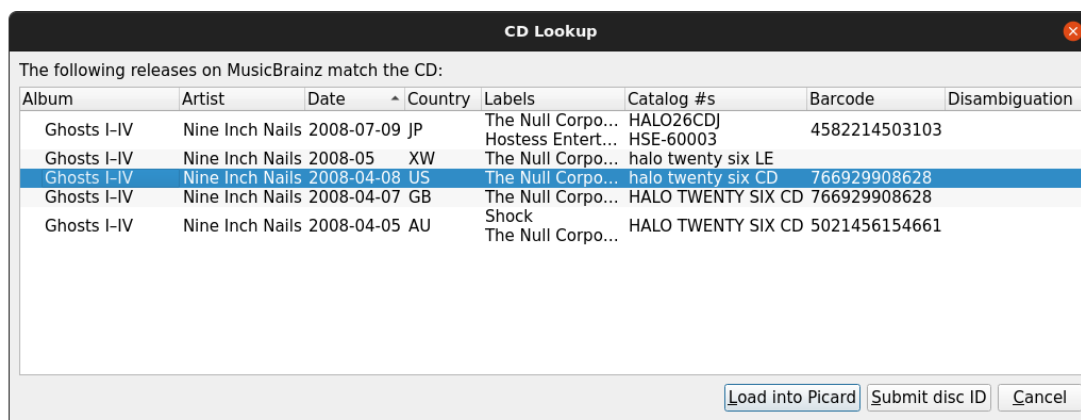 CD Lookup
The following releases on MusicBrainz match the CD:
Album Artist Date Country Labels Catalog #s Barcode Disambiguation
Ghosts I–IV Nine Inch Nails 2008-07-09 JP The Null Corpo... HALO26CDJ 4582214503103
Hostess Entert... HSE-60003
Ghosts I–IV Nine Inch Nails 2008-05 XW The Null Corpo... halo twenty six LE
Ghosts I–IV Nine Inch Nails 2008-04-08 US The Null Corpo... halo twenty six CD 766929908628
Ghosts I–IV Nine Inch Nails 2008-04-07 GB The Null Corpo... HALO TWENTY SIX CD 766929908628
Ghosts I–IV Nine Inch Nails 2008-04-05 AU Shock HALO TWENTY SIX CD 5021456154661
The Null Corpo...
Load into Picard Submit disc ID Cancel